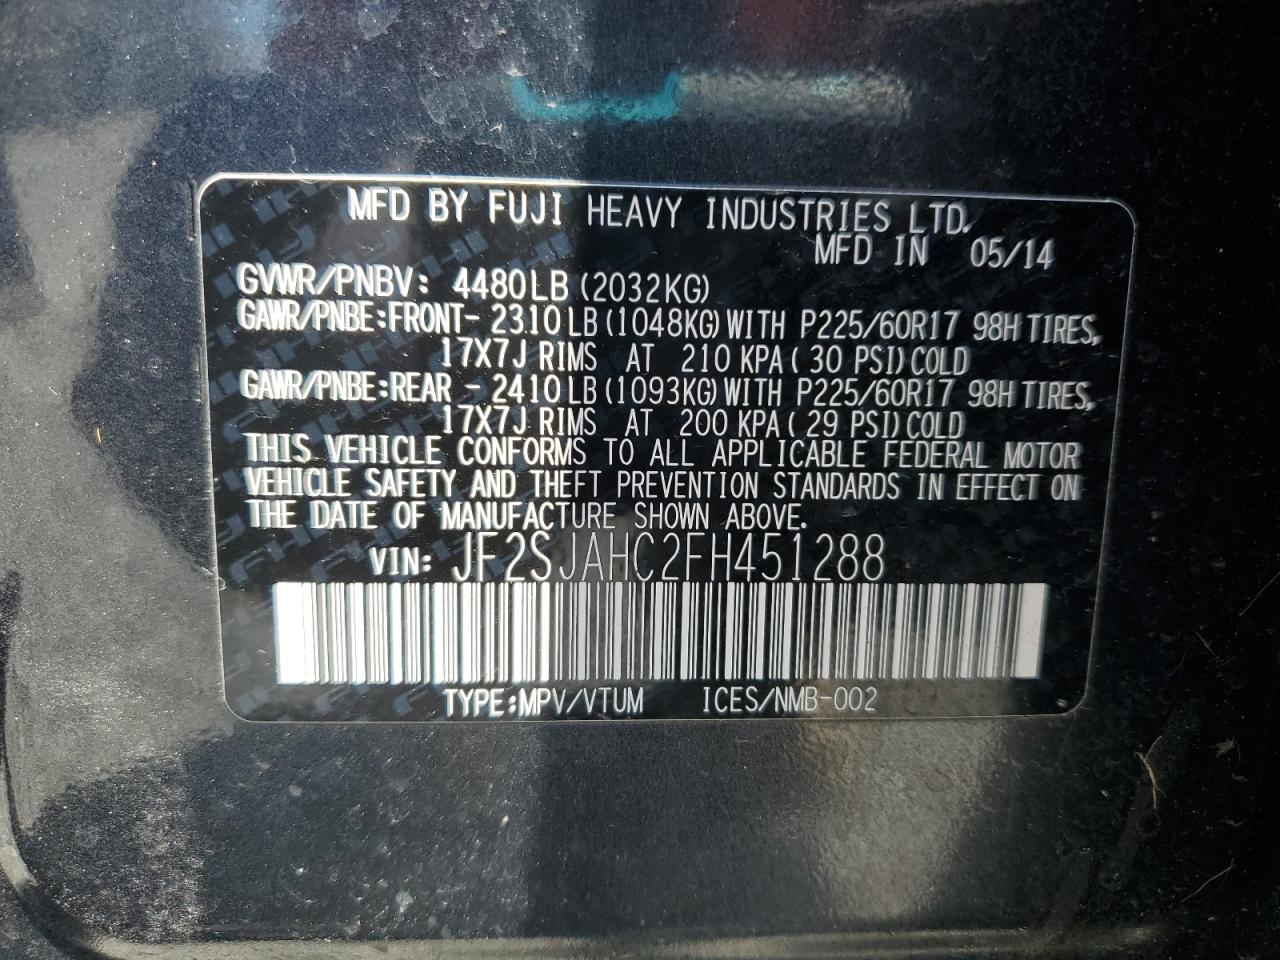 MFD BY FUJI HEAVY INDUSTRIES LTD.
MFD IN 05/14
GVWR/PNBV: 4480LB (2032KG)
GAWR/PNBE:FRONT- 2310LB (1048KG) WITH P225/60R17 98H TIRES,
17X7J RIMS AT 210 KPA ( 30 PSI) COLD
GAWR/PNBE:REAR - 2410LB (1093KG) WITH P225/60R17 98H TIRES,
17X7J RIMS AT 200 KPA ( 29 PSI) COLD
THIS VEHICLE CONFORMS TO ALL APPLICABLE FEDERAL MOTOR
VEHICLE SAFETY AND THEFT PREVENTION STANDARDS IN EFFECT ON
THE DATE OF MANUFACTURE SHOWN ABOVE.
VIN: JF2SJAHC2FH451288
TYPE:MPV/VTUM ICES/NMB-002